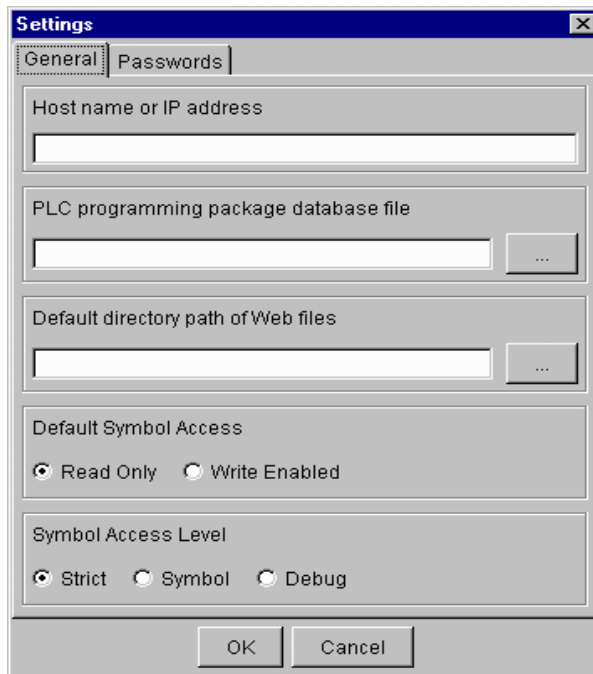 Settings
General Passwords
Host name or IP address
PLC programming package database file
...
Default directory path of Web files
...
Default Symbol Access
Read Only Write Enabled
Symbol Access Level
Strict Symbol Debug
OK Cancel